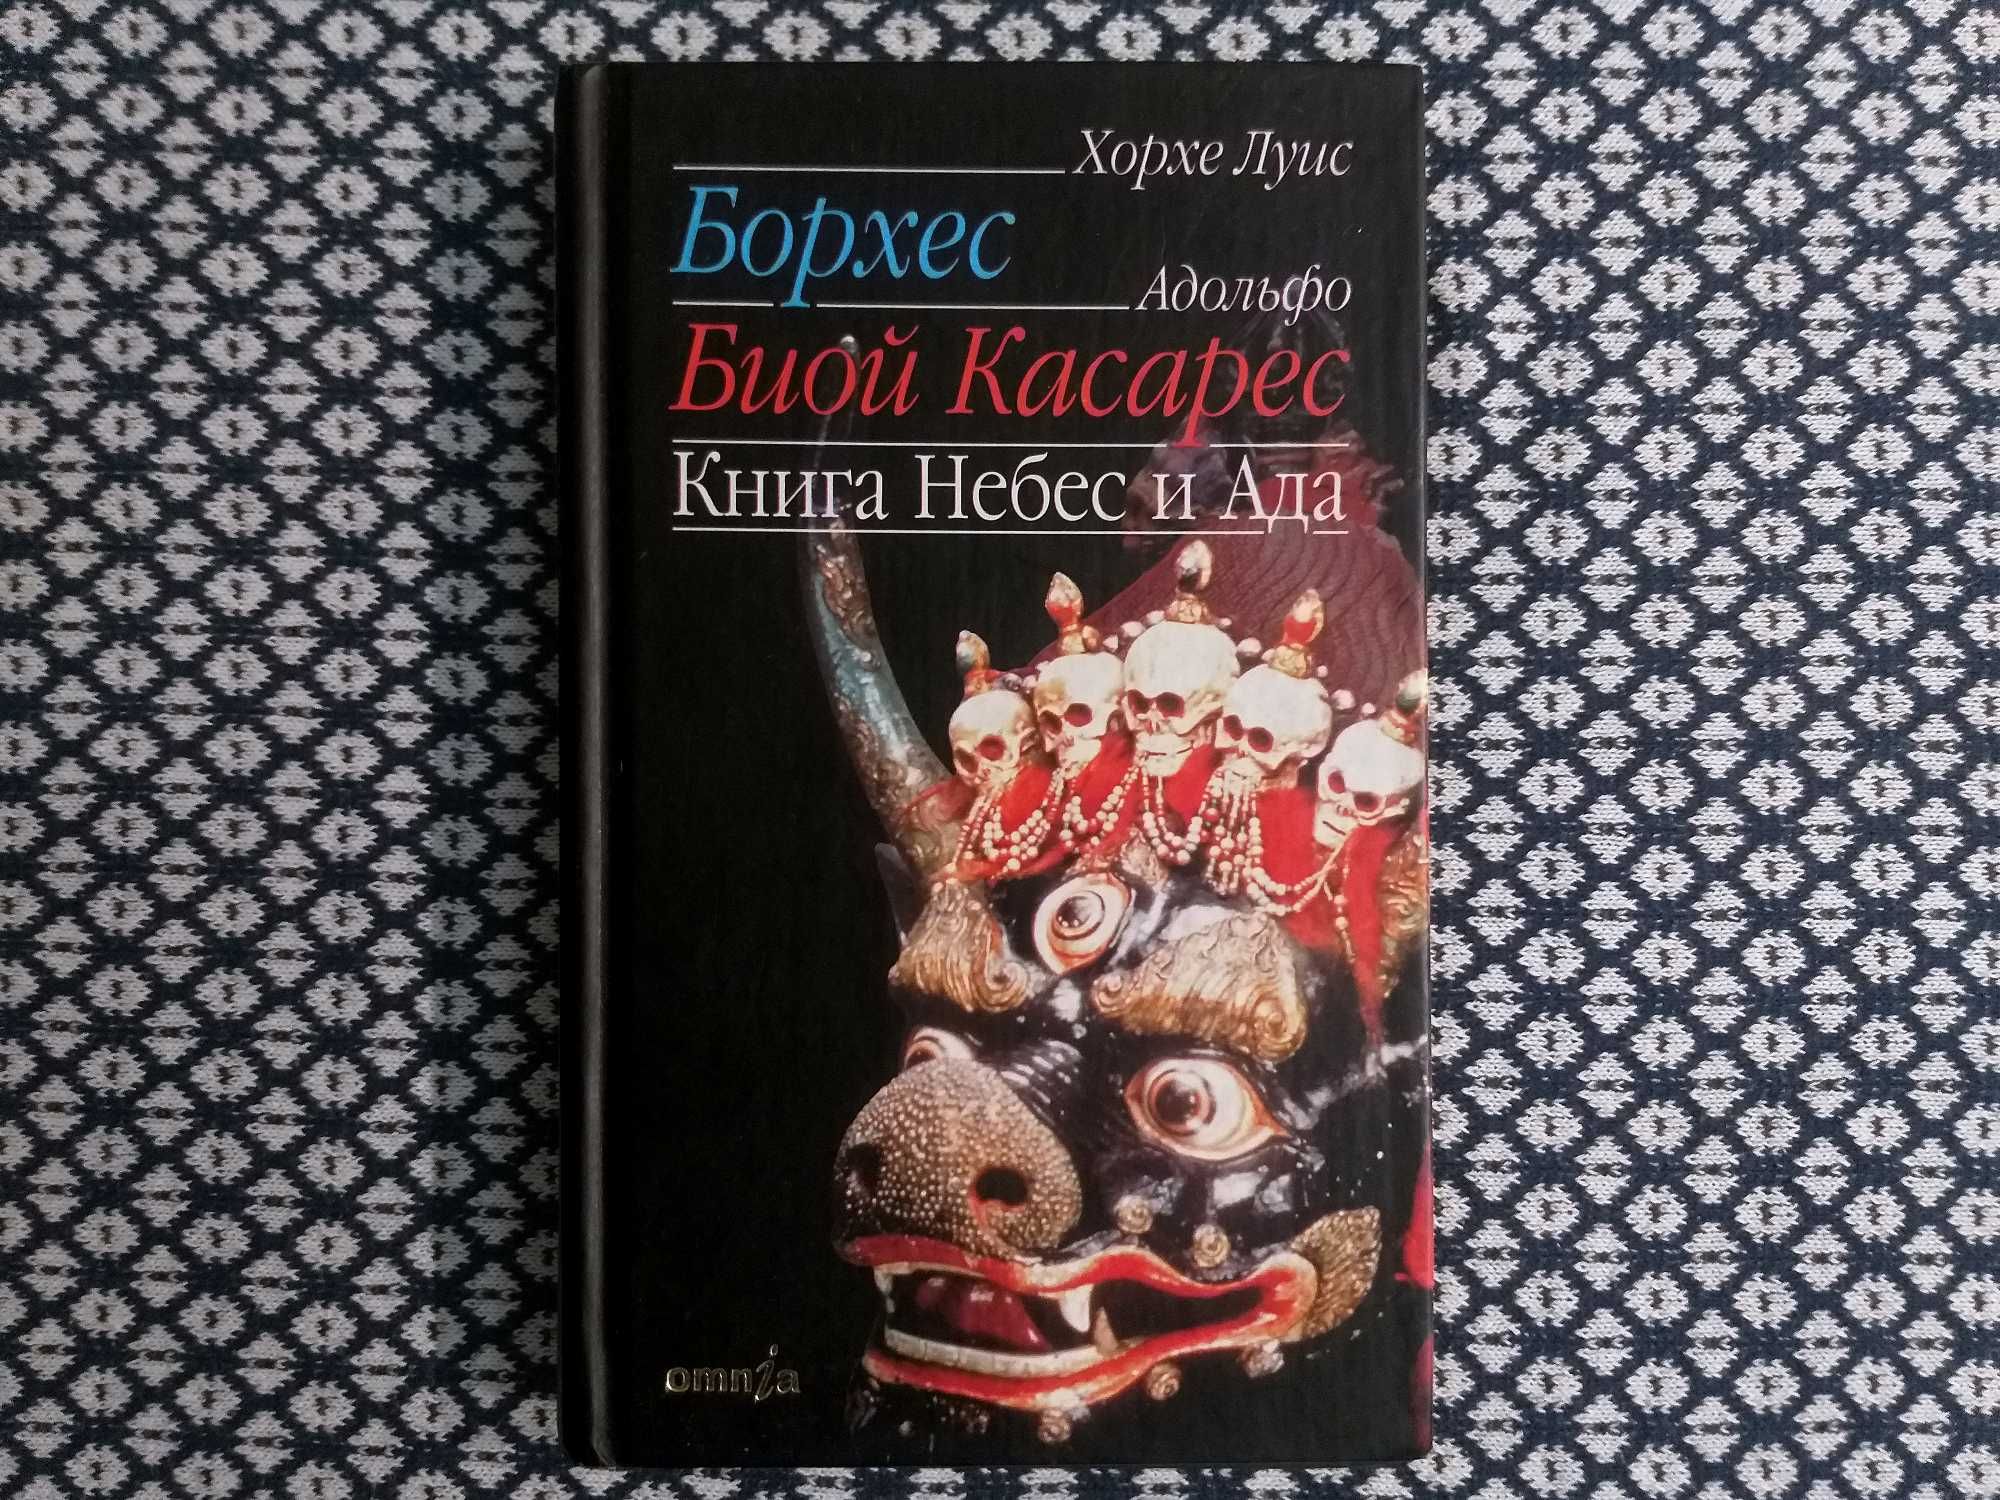 Хорхе Луис
Борхес
Адольфо
Биой Касарес
Книга Небес и Ада
omnia